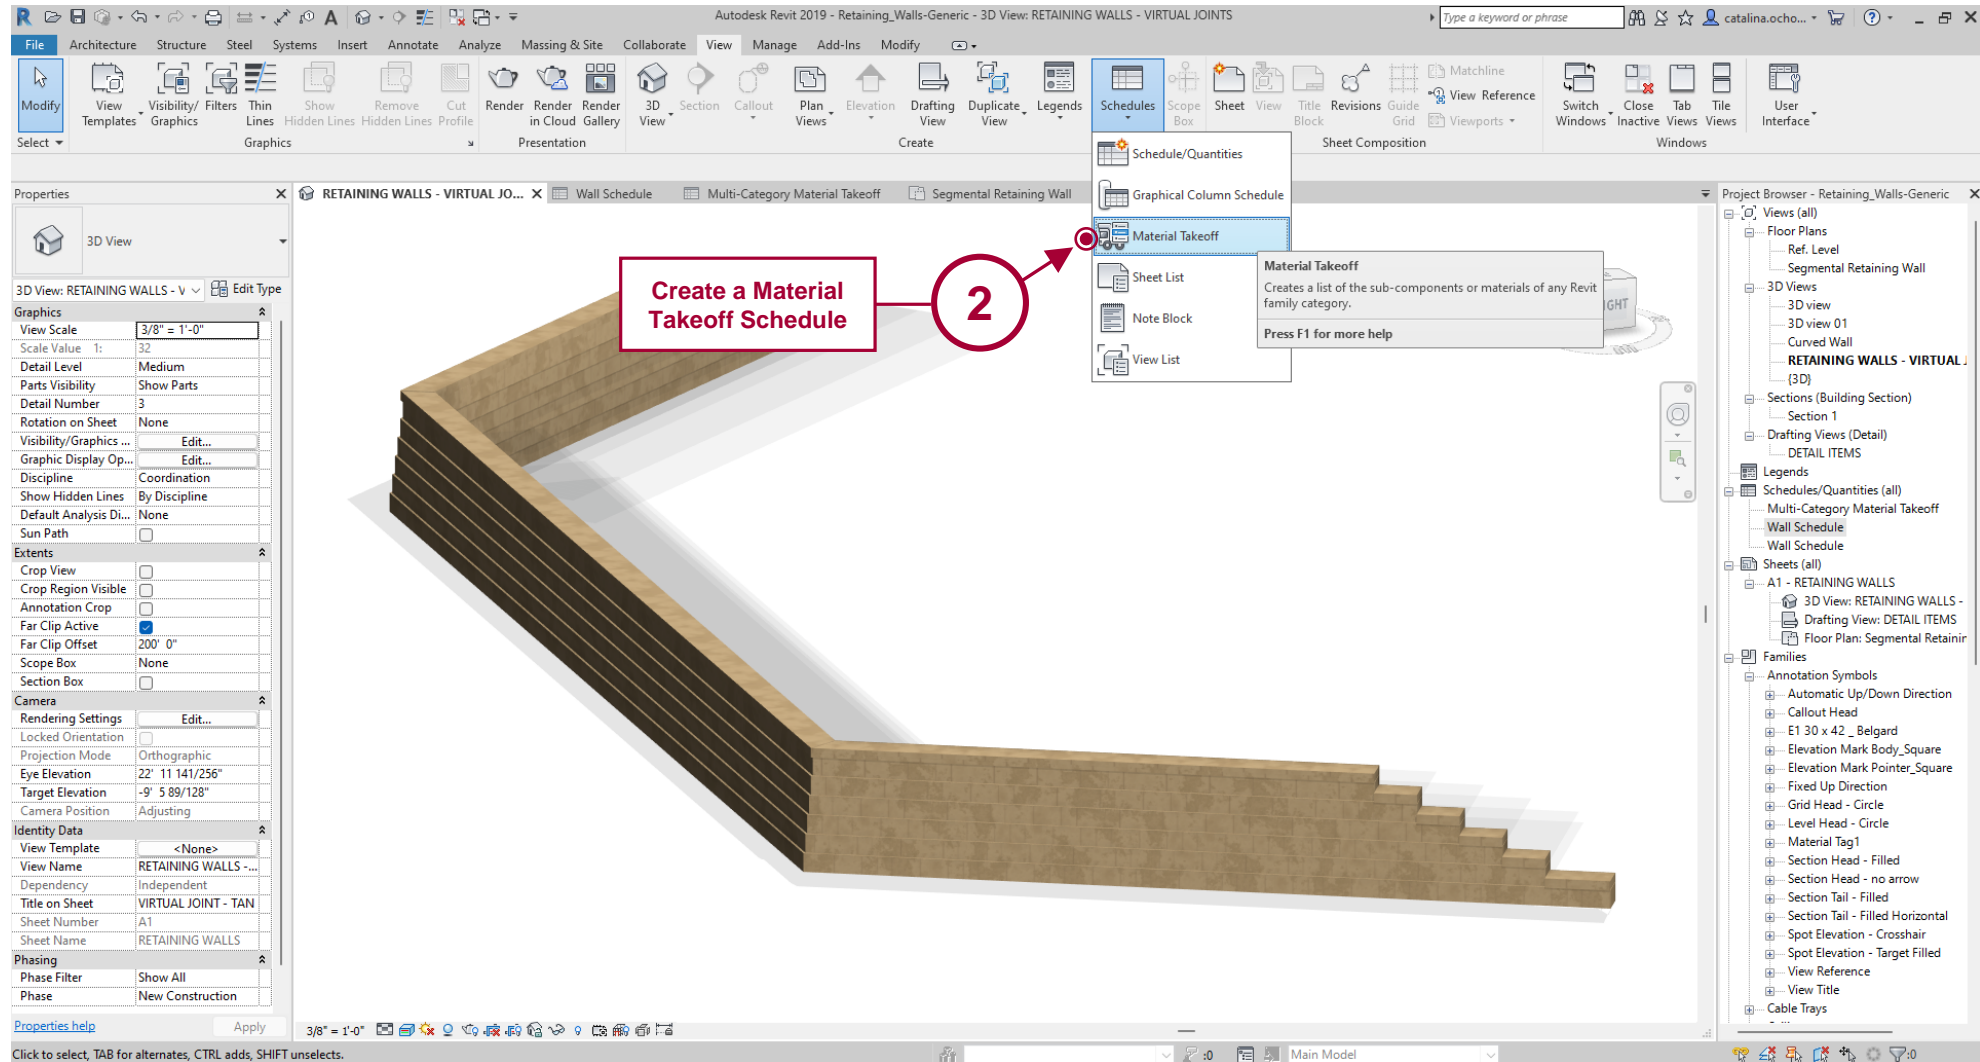 Autodesk Revit 2019 - Retaining_Walls-Generic - 3D View: RETAINING WALLS - VIRTUAL JOINTS
Type a keyword or phrase
catalina.ocho...
File Architecture Structure Steel Systems Insert Annotate Analyze Massing & Site Collaborate View Manage Add-Ins Modify
Modify
View Templates
Visibility/ Graphics
Filters
Thin Lines
Show Hidden Lines
Remove Hidden Lines
Cut Profile
Render
Render in Cloud
Render Gallery
3D View
Section
Callout
Plan Views
Elevation
Drafting View
Duplicate View
Legends
Schedules
Scope Box
Sheet
View
Title Block
Revisions
Guide Grid
Matchline
View Reference
Viewports
Switch Windows
Close Inactive
Tab Views
Tile Views
User Interface
Select
Graphics
Presentation
Create
Sheet Composition
Windows
Schedule/Quantities
Graphical Column Schedule
Material Takeoff
Sheet List
Note Block
View List
Material Takeoff
Creates a list of the sub-components or materials of any Revit
family category.
Press F1 for more help
Create a Material
Takeoff Schedule
2
RETAINING WALLS - VIRTUAL JO...
Wall Schedule
Multi-Category Material Takeoff
Segmental Retaining Wall
Properties
3D View
3D View: RETAINING WALLS - V
Edit Type
Graphics
View Scale 3/8" = 1'-0"
Scale Value 1: 32
Detail Level Medium
Parts Visibility Show Parts
Detail Number 3
Rotation on Sheet None
Visibility/Graphics ... Edit...
Graphic Display Op... Edit...
Discipline Coordination
Show Hidden Lines By Discipline
Default Analysis Di... None
Sun Path
Extents
Crop View
Crop Region Visible
Annotation Crop
Far Clip Active
Far Clip Offset 200' 0"
Scope Box None
Section Box
Camera
Rendering Settings Edit...
Locked Orientation
Projection Mode Orthographic
Eye Elevation 22' 11 141/256"
Target Elevation -9' 5 89/128"
Camera Position Adjusting
Identity Data
View Template <None>
View Name RETAINING WALLS -...
Dependency Independent
Title on Sheet VIRTUAL JOINT - TAN
Sheet Number A1
Sheet Name RETAINING WALLS
Phasing
Phase Filter Show All
Phase New Construction
Properties help
Apply
3/8" = 1'-0"
Click to select, TAB for alternates, CTRL adds, SHIFT unselects.
:0
Main Model
:0
Project Browser - Retaining_Walls-Generic
Views (all)
Floor Plans
Ref. Level
Segmental Retaining Wall
3D Views
3D view
3D view 01
Curved Wall
RETAINING WALLS - VIRTUAL J
{3D}
Sections (Building Section)
Section 1
Drafting Views (Detail)
DETAIL ITEMS
Legends
Schedules/Quantities (all)
Multi-Category Material Takeoff
Wall Schedule
Wall Schedule
Sheets (all)
A1 - RETAINING WALLS
3D View: RETAINING WALLS -
Drafting View: DETAIL ITEMS
Floor Plan: Segmental Retainin
Families
Annotation Symbols
Automatic Up/Down Direction
Callout Head
E1 30 x 42 _ Belgard
Elevation Mark Body_Square
Elevation Mark Pointer_Square
Fixed Up Direction
Grid Head - Circle
Level Head - Circle
Material Tag1
Section Head - Filled
Section Head - no arrow
Section Tail - Filled
Section Tail - Filled Horizontal
Spot Elevation - Crosshair
Spot Elevation - Target Filled
View Reference
View Title
Cable Trays